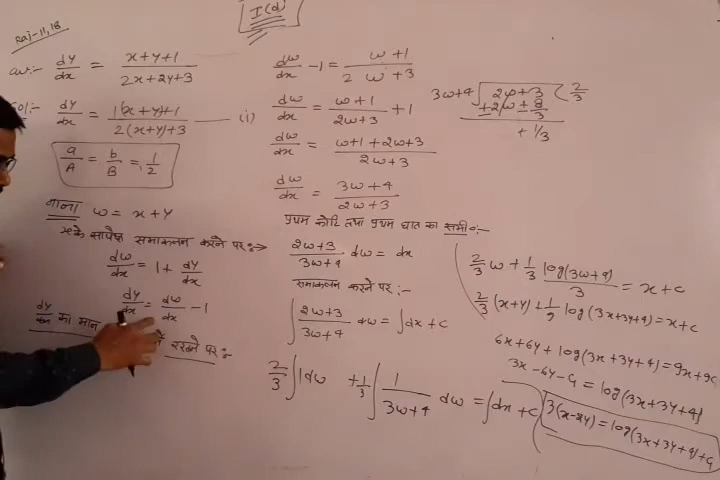 I(d)
Raj-11,18
dy/dx = x+y+1 / 2x+2y+3
Sol:- dy/dx = 1(x+y)+1 / 2(x+y)+3 —— (i)
a/A = b/B = 1/2
माना w = x+y
x के सापेक्ष समाकलन करने पर:→
dw/dx = 1 + dy/dx
dy/dx = dw/dx - 1
dy/dx का मान
रखने पर:-
dw/dx - 1 = w+1 / 2w+3
dw/dx = w+1 / 2w+3 + 1
dw/dx = w+1+2w+3 / 2w+3
dw/dx = 3w+4 / 2w+3
प्रथम कोटि तथा प्रथम घात का समी०:-
2w+3 / 3w+4 dw = dx
समाकलन करने पर:-
∫ 2w+3 / 3w+4 dw = ∫dx + c
2/3 ∫1dw + 1/3 ∫ 1 / 3w+4 dw = ∫dx + c
3w+4 ) 2w+3 ( 2/3
2w + 8/3
+ 1/3
2/3 w + 1/3 log(3w+4) / 3 = x+c
2/3 (x+y) + 1/9 log(3x+3y+4) = x+c
6x+6y + log(3x+3y+4) = 9x+9c
3x-6y-c₁ = log(3x+3y+4)
3(x-2y) = log(3x+3y+4)+c₁